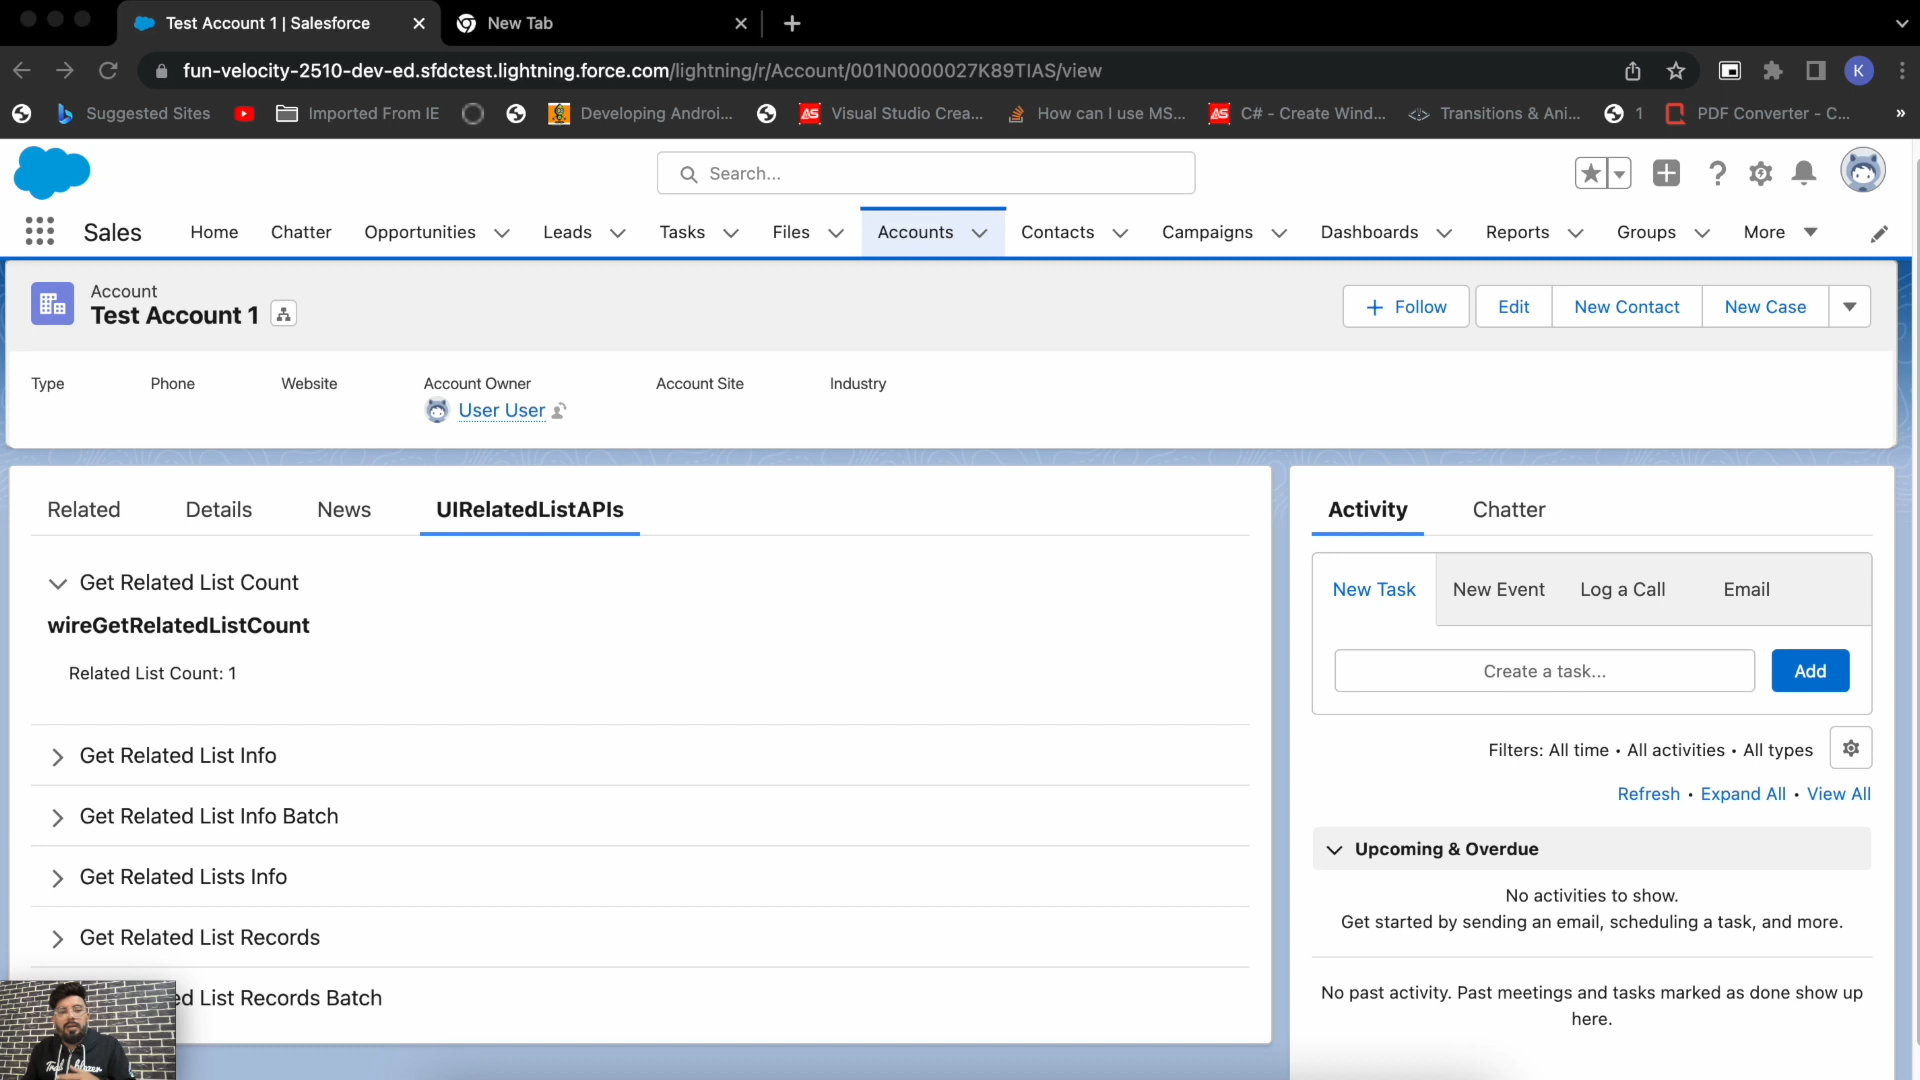 Test Account 1 | Salesforce
New Tab
fun-velocity-2510-dev-ed.sfdctest.lightning.force.com/lightning/r/Account/001N0000027K89TIAS/view
K
Suggested Sites
Imported From IE
Developing Androi...
Visual Studio Crea...
How can I use MS...
C# - Create Wind...
Transitions & Ani...
1
PDF Converter - C...
»
Search...
Sales
Home
Chatter
Opportunities
Leads
Tasks
Files
Accounts
Contacts
Campaigns
Dashboards
Reports
Groups
More
Account
Test Account 1
Follow
Edit
New Contact
New Case
Type
Phone
Website
Account Owner
Account Site
Industry
User User
Related
Details
News
UIRelatedListAPIs
Get Related List Count
wireGetRelatedListCount
Related List Count: 1
Get Related List Info
Get Related List Info Batch
Get Related Lists Info
Get Related List Records
ed List Records Batch
Activity
Chatter
New Task
New Event
Log a Call
Email
Create a task...
Add
Filters: All time • All activities • All types
Refresh • Expand All • View All
Upcoming & Overdue
No activities to show.
Get started by sending an email, scheduling a task, and more.
No past activity. Past meetings and tasks marked as done show up
here.